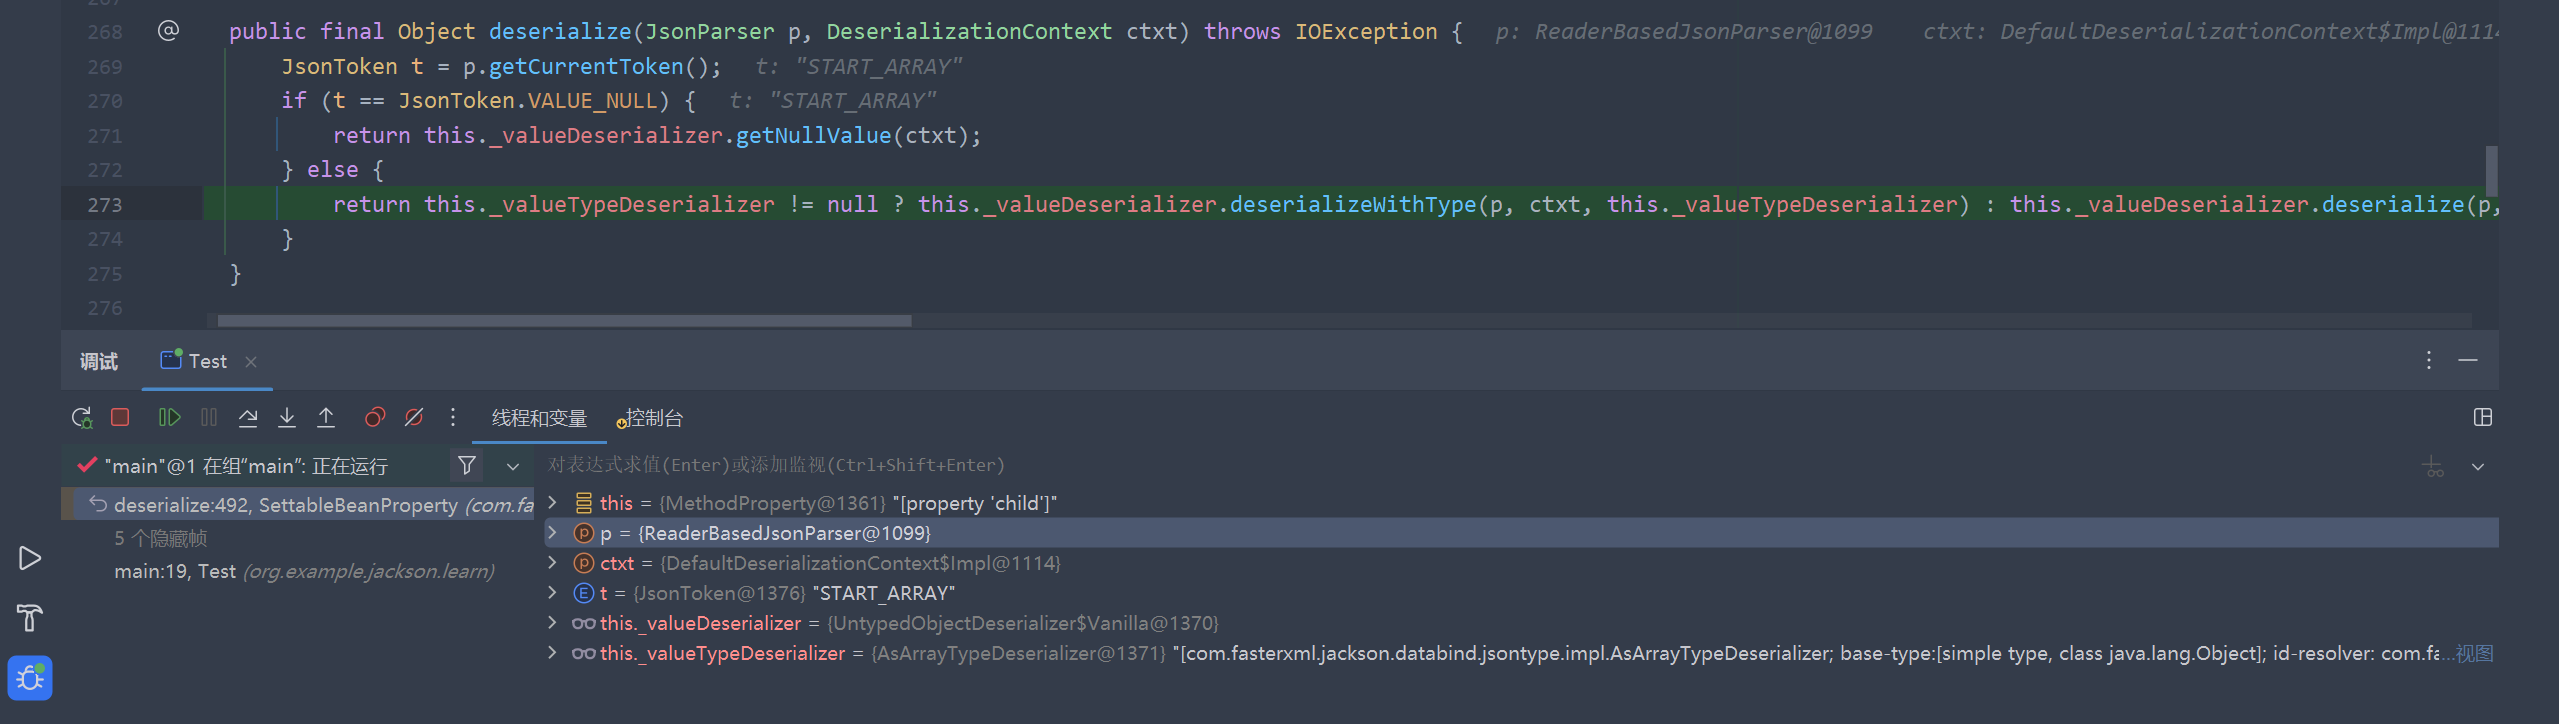 267
268 @ public final Object deserialize(JsonParser p, DeserializationContext ctxt) throws IOException { p: ReaderBasedJsonParser@1099 ctxt: DefaultDeserializationContext$Impl@1114
269 JsonToken t = p.getCurrentToken(); t: "START_ARRAY"
270 if (t == JsonToken.VALUE_NULL) { t: "START_ARRAY"
271 return this._valueDeserializer.getNullValue(ctxt);
272 } else {
273 return this._valueTypeDeserializer != null ? this._valueDeserializer.deserializeWithType(p, ctxt, this._valueTypeDeserializer) : this._valueDeserializer.deserialize(p,
274 }
275 }
276
调试 Test
线程和变量 控制台
"main"@1 在组“main”: 正在运行
对表达式求值(Enter)或添加监视(Ctrl+Shift+Enter)
deserialize:492, SettableBeanProperty (com.fa
5 个隐藏帧
main:19, Test (org.example.jackson.learn)
this = {MethodProperty@1361} "[property 'child']"
p = {ReaderBasedJsonParser@1099}
ctxt = {DefaultDeserializationContext$Impl@1114}
t = {JsonToken@1376} "START_ARRAY"
this._valueDeserializer = {UntypedObjectDeserializer$Vanilla@1370}
this._valueTypeDeserializer = {AsArrayTypeDeserializer@1371} "[com.fasterxml.jackson.databind.jsontype.impl.AsArrayTypeDeserializer; base-type:[simple type, class java.lang.Object]; id-resolver: com.fa...视图